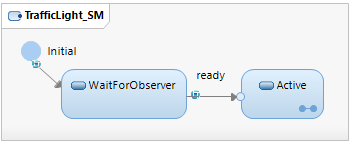 TrafficLight_SM
Initial
WaitForObserver
ready
Active